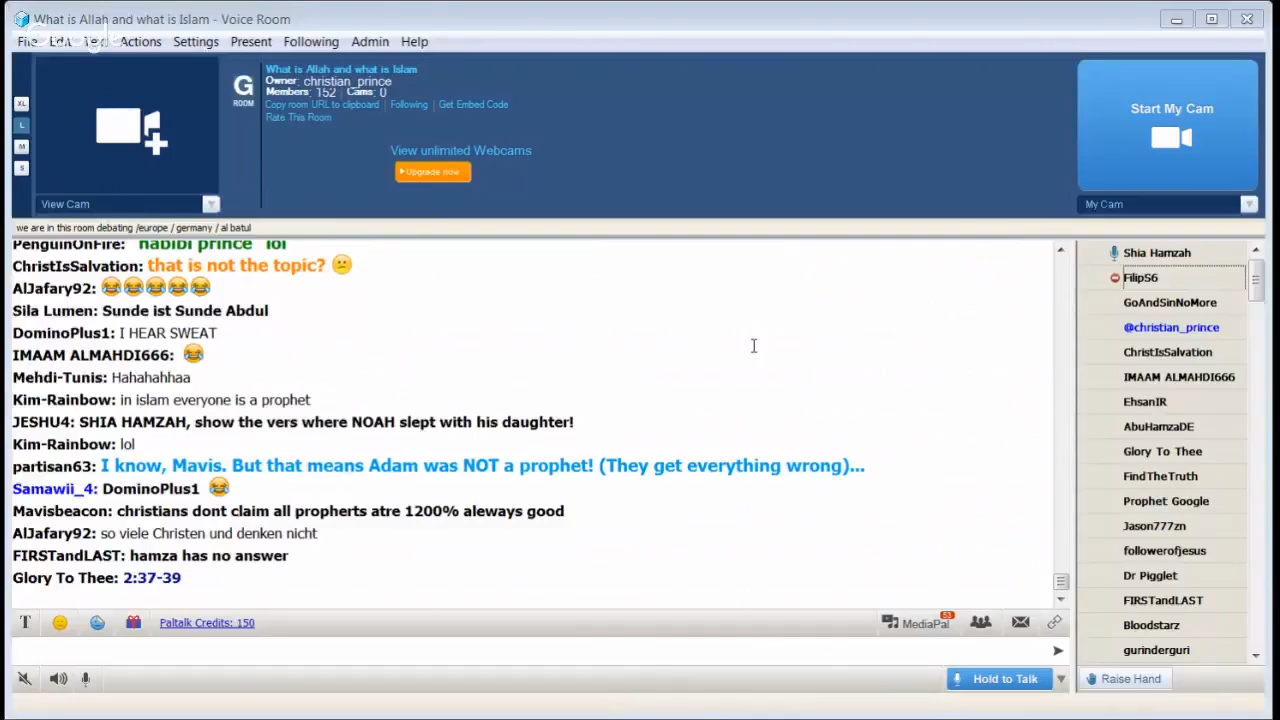 What is Allah and what is Islam - Voice Room
File Edit Text Actions Settings Present Following Admin Help
Google
G
ROOM
What is Allah and what is Islam
Owner: christian_prince
Members: 152 Cams: 0
Copy room URL to clipboard Following Get Embed Code
Rate This Room
View unlimited Webcams
Upgrade now
Start My Cam
XL
L
M
S
View Cam
My Cam
we are in this room debating /europe / germany / al batul
PenguinOnFire: habibi prince lol
ChristIsSalvation: that is not the topic? 😕
AlJafary92: 😂😂😂😂😂
Sila Lumen: Sunde ist Sunde Abdul
DominoPlus1: I HEAR SWEAT
IMAAM ALMAHDI666: 😂
Mehdi-Tunis: Hahahahhaa
Kim-Rainbow: in islam everyone is a prophet
JESHU4: SHIA HAMZAH, show the vers where NOAH slept with his daughter!
Kim-Rainbow: lol
partisan63: I know, Mavis. But that means Adam was NOT a prophet! (They get everything wrong)...
Samawii_4: DominoPlus1 😂
Mavisbeacon: christians dont claim all propherts atre 1200% aleways good
AlJafary92: so viele Christen und denken nicht
FIRSTandLAST: hamza has no answer
Glory To Thee: 2:37-39
Shia Hamzah
FilipS6
GoAndSinNoMore
@christian_prince
ChristIsSalvation
IMAAM ALMAHDI666
EhsanIR
AbuHamzaDE
Glory To Thee
FindTheTruth
Prophet Google
Jason777zn
followerofjesus
Dr Pigglet
FIRSTandLAST
Bloodstarz
gurinderguri
T
Paltalk Credits: 150
MediaPal
53
Hold to Talk
Raise Hand